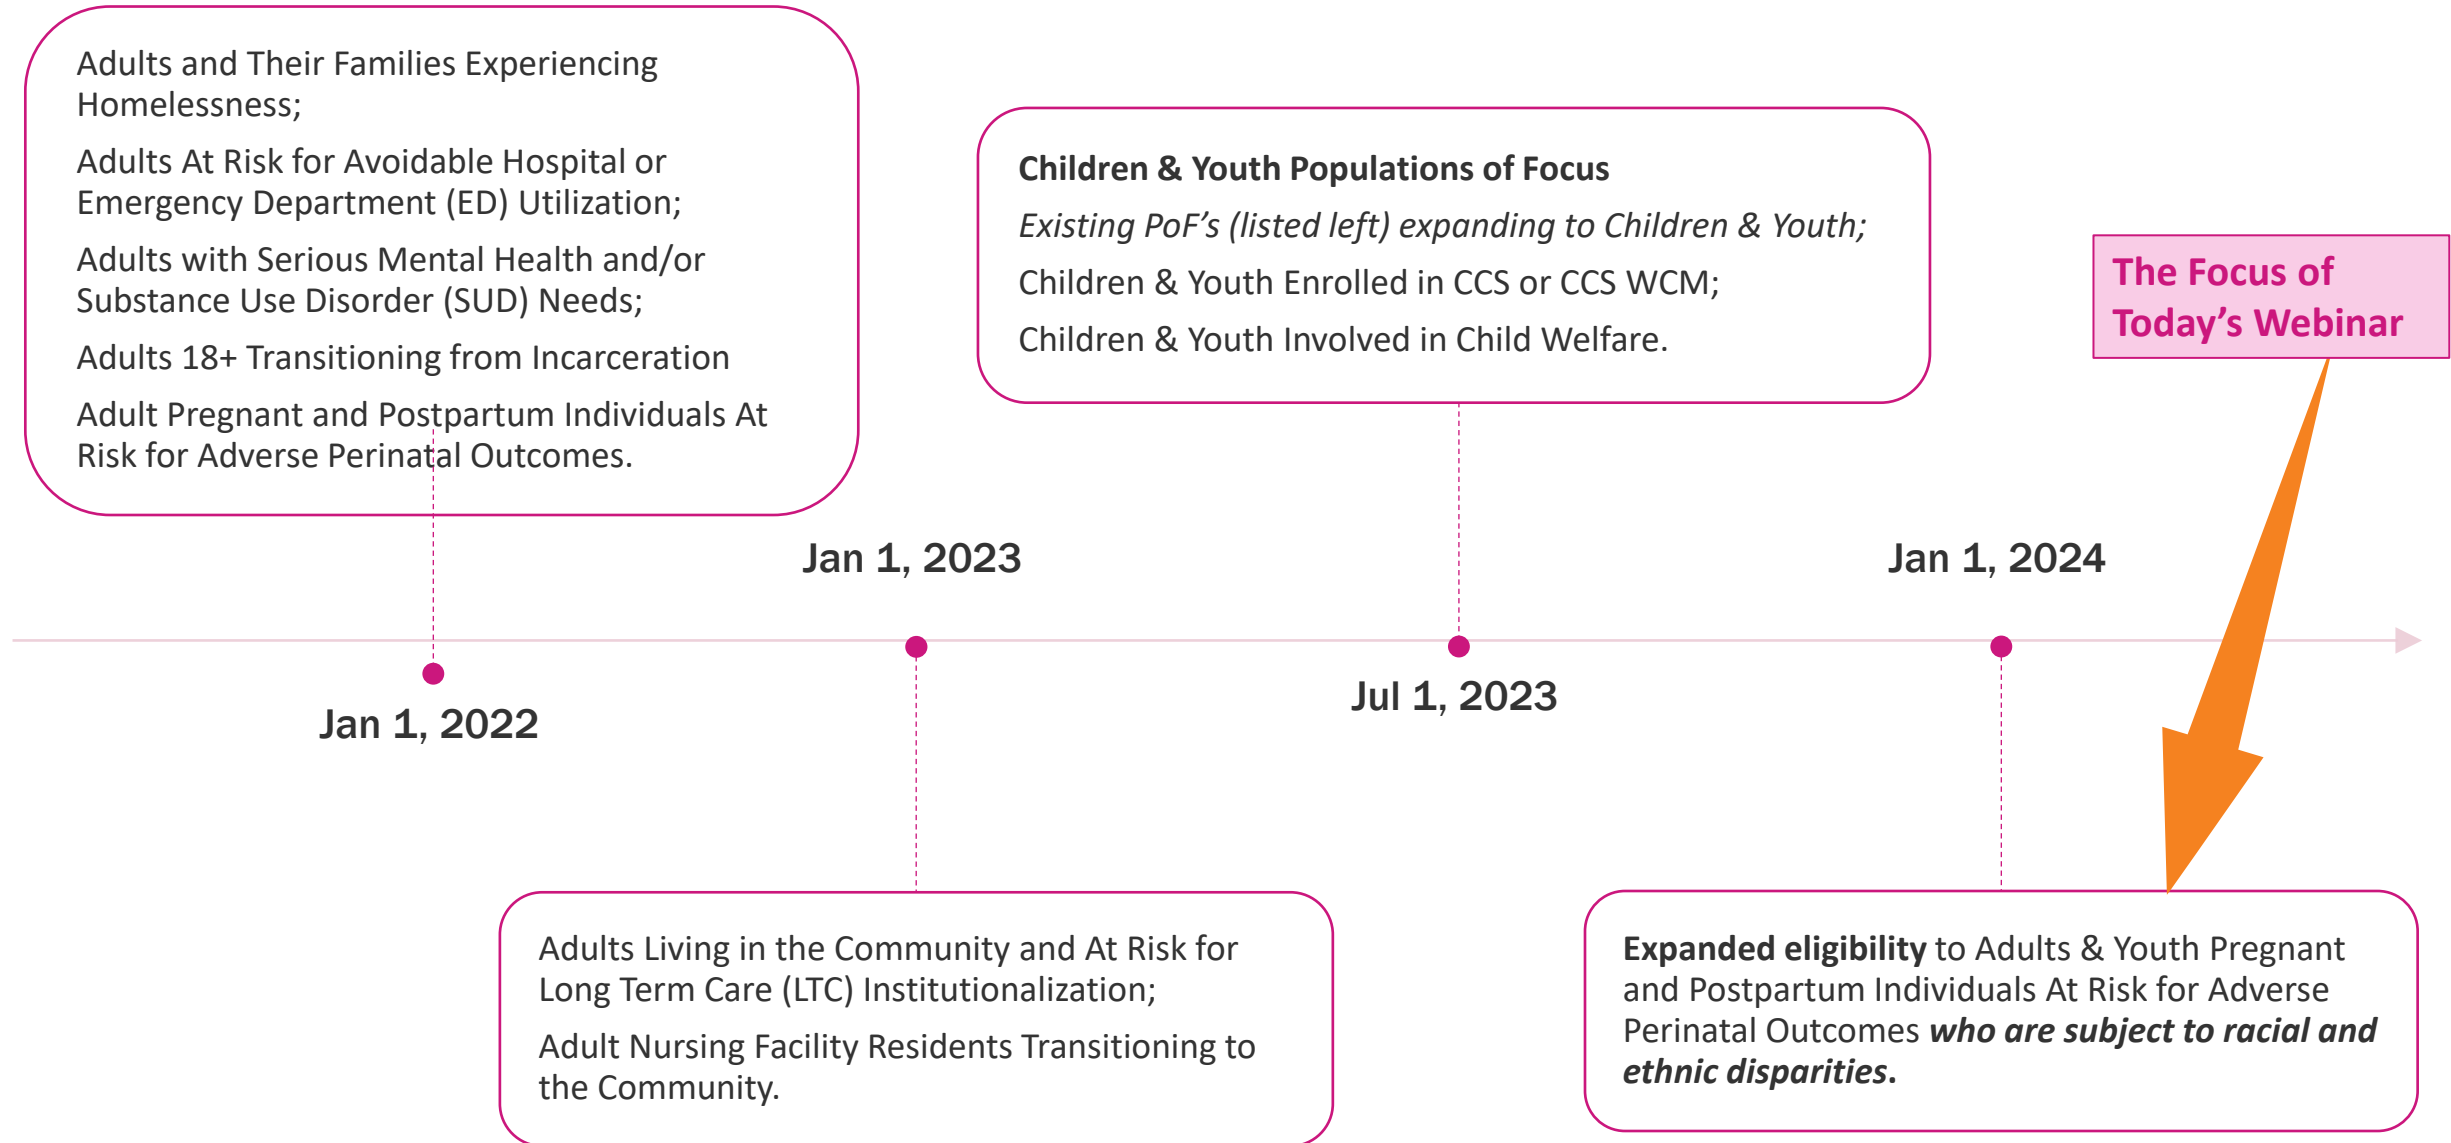 Adults and Their Families Experiencing
Homelessness;
Adults At Risk for Avoidable Hospital or
Emergency Department (ED) Utilization;
Adults with Serious Mental Health and/or
Substance Use Disorder (SUD) Needs;
Adults 18+ Transitioning from Incarceration
Adult Pregnant and Postpartum Individuals At
Risk for Adverse Perinatal Outcomes.
Children & Youth Populations of Focus
Existing PoF’s (listed left) expanding to Children & Youth;
Children & Youth Enrolled in CCS or CCS WCM;
Children & Youth Involved in Child Welfare.
The Focus of
Today’s Webinar
Jan 1, 2023
Jan 1, 2024
Jan 1, 2022
Jul 1, 2023
Adults Living in the Community and At Risk for
Long Term Care (LTC) Institutionalization;
Adult Nursing Facility Residents Transitioning to
the Community.
Expanded eligibility to Adults & Youth Pregnant
and Postpartum Individuals At Risk for Adverse
Perinatal Outcomes who are subject to racial and
ethnic disparities.